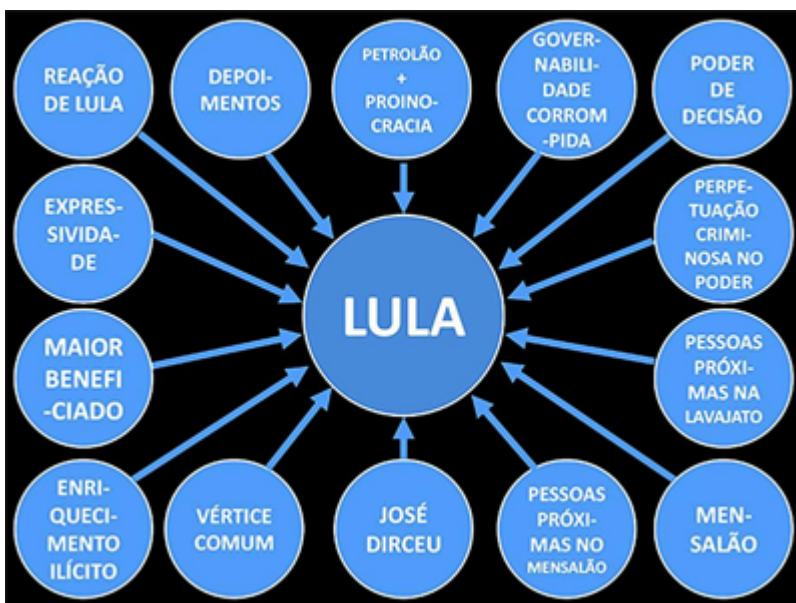 REAÇÃO
DE LULA
DEPOI-
MENTOS
PETROLÃO
+
PROINO-
CRACIA
GOVER-
NABILI-
DADE
CORROM
-PIDA
PODER
DE
DECISÃO
EXPRES-
SIVIDA-
DE
LULA
PERPE-
TUAÇÃO
CRIMI-
NOSA NO
PODER
MAIOR
BENEFI
-CIADO
PESSOAS
PRÓXI-
MAS NA
LAVAJATO
ENRI-
QUECI-
MENTO
ILÍCITO
VÉRTICE
COMUM
JOSÉ
DIRCEU
PESSOAS
PRÓXI-
MAS NO
MENSALÃO
MEN-
SALÃO